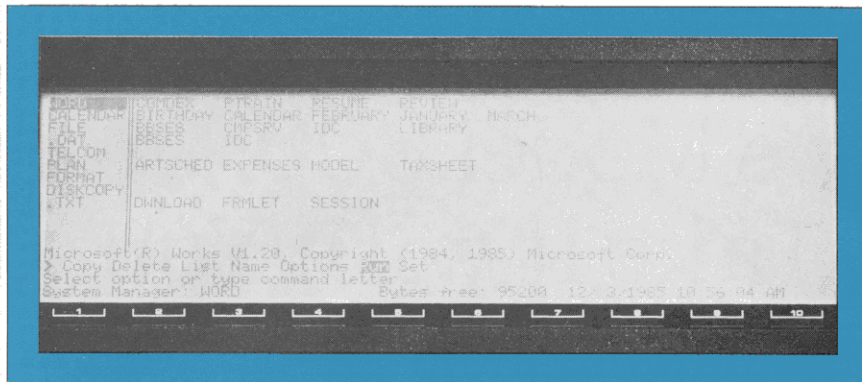 WORD COMDEX RTRAIN RESUME REVIEW
CALENDAR BIRTHDAY CALENDAR FEBRUARY JANUARY MARCH
FILE BBSES CMPSRV IDC LIBRARY
.DAT BBSES IDC
TELCOM
PLAN ARTSCHED EXPENSES MODEL TAXSHEET
FORMAT
DISKCOPY
.TXT DWNLOAD FRMLET SESSION
Microsoft(R) Works V1.20, Copyright (1984, 1985) Microsoft Corp.
> Copy Delete List Name Options Run Set
Select option or type command letter
System Manager: WORD Bytes free: 95200 12/ 3/1985 10:56:04 AM
1 2 3 4 5 6 7 8 9 10